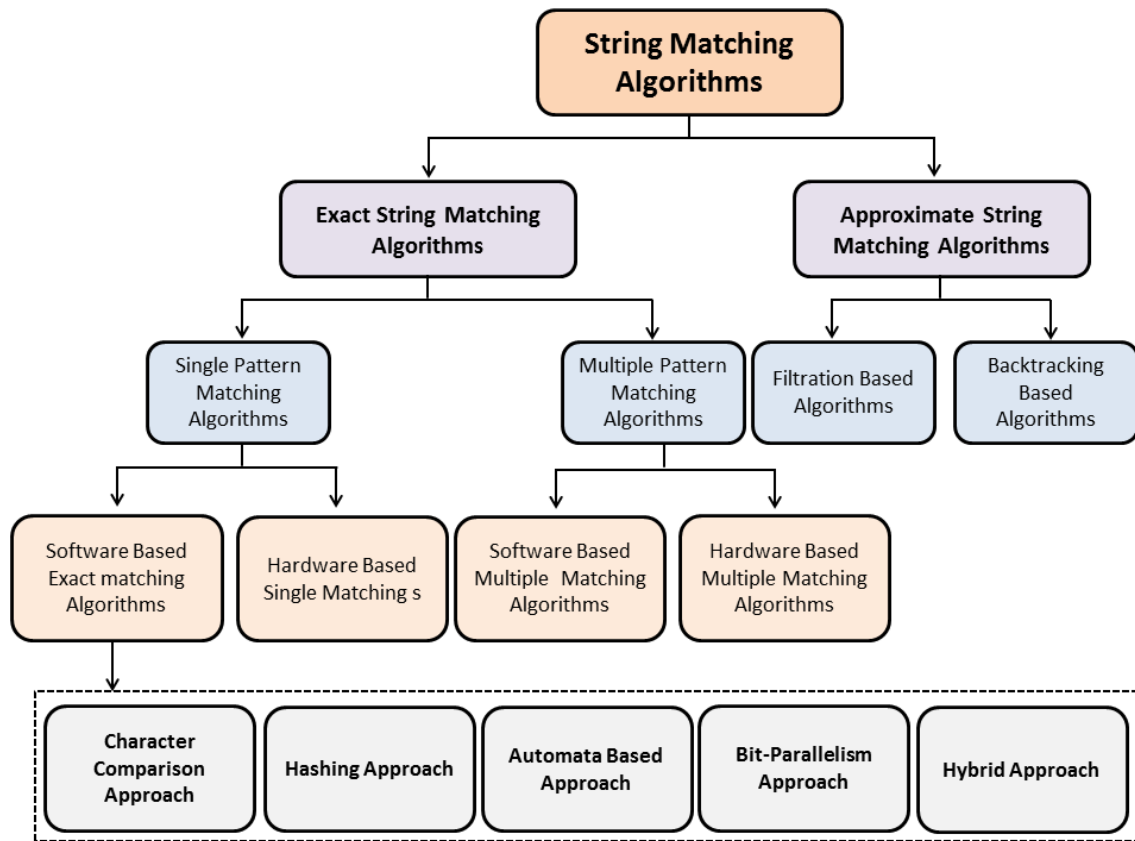 String Matching
Algorithms
Exact String Matching
Algorithms
Approximate String
Matching Algorithms
Single Pattern
Matching
Algorithms
Multiple Pattern
Matching
Algorithms
Filtration Based
Algorithms
Backtracking
Based
Algorithms
Software Based
Exact matching
Algorithms
Hardware Based
Single Matching s
Software Based
Multiple Matching
Algorithms
Hardware Based
Multiple Matching
Algorithms
Character
Comparison
Approach
Hashing Approach
Automata Based
Approach
Bit-Parallelism
Approach
Hybrid Approach